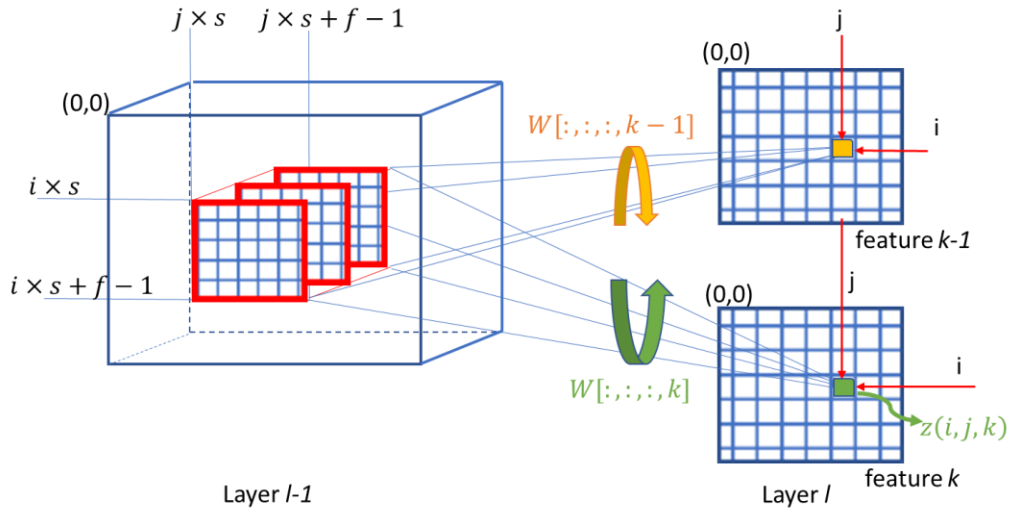 j × s
j × s + f − 1
(0,0)
i × s
i × s + f − 1
W[:,:,:,k − 1]
W[:,:,:,k]
j
(0,0)
i
feature k-1
j
(0,0)
i
z(i,j,k)
feature k
Layer l-1
Layer l